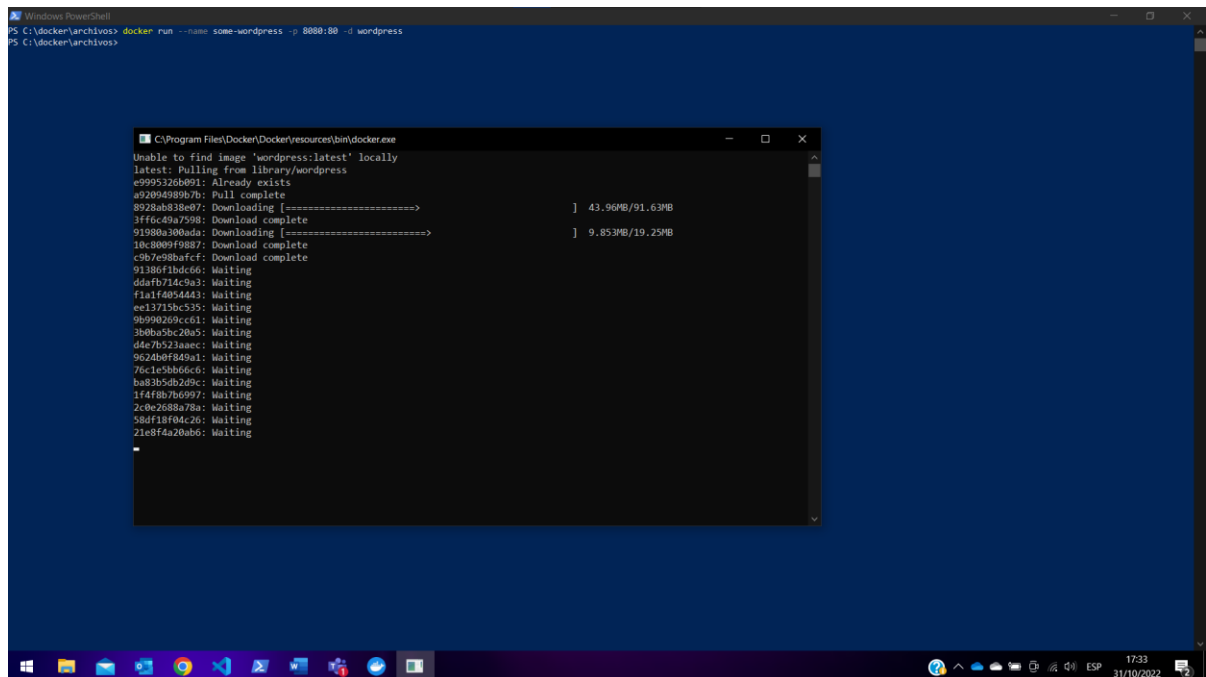 Windows PowerShell
PS C:\docker\archivos> docker run --name some-wordpress -p 8080:80 -d wordpress
PS C:\docker\archivos>
C:\Program Files\Docker\Docker\resources\bin\docker.exe
Unable to find image 'wordpress:latest' locally
latest: Pulling from library/wordpress
e9995326b091: Already exists
a92094989b7b: Pull complete
8928ab838e07: Downloading [=======================>                           ]  43.96MB/91.63MB
3ff6c49a7598: Download complete
91980a300ada: Downloading [=========================>                         ]  9.853MB/19.25MB
10c8009f9887: Download complete
c9b7e98bafcf: Download complete
91386f1bdc66: Waiting
ddafb714c9a3: Waiting
f1a1f4054443: Waiting
ee13715bc535: Waiting
9b990269cc61: Waiting
3b0ba5bc20a5: Waiting
d4e7b523aaec: Waiting
9624b0f849a1: Waiting
76c1e5bb66c6: Waiting
ba83b5db2d9c: Waiting
1f4f8b7b6997: Waiting
2c0e2688a78a: Waiting
58df18f04c26: Waiting
21e8f4a20ab6: Waiting
ESP
17:33
31/10/2022